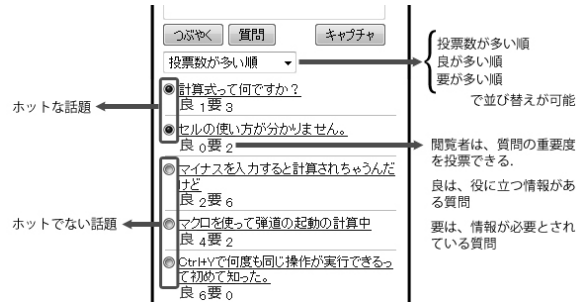 つぶやく 質問 キャプチャ
投票数が多い順
計算式って何ですか？
良 1要 3
セルの使い方が分かりません。
良 0要 2
マイナスを入力すると計算されちゃうんだ
けど
良 2要 6
マクロを使って弾道の起動の計算中
良 4要 2
Ctrl+Yで何度も同じ操作が実行できるっ
て初めて知った。
良 6要 0
ホットな話題
ホットでない話題
投票数が多い順
良が多い順
要が多い順
で並び替えが可能
閲覧者は、質問の重要度
を投票できる.
良は、役に立つ情報があ
る質問
要は、情報が必要とされ
ている質問